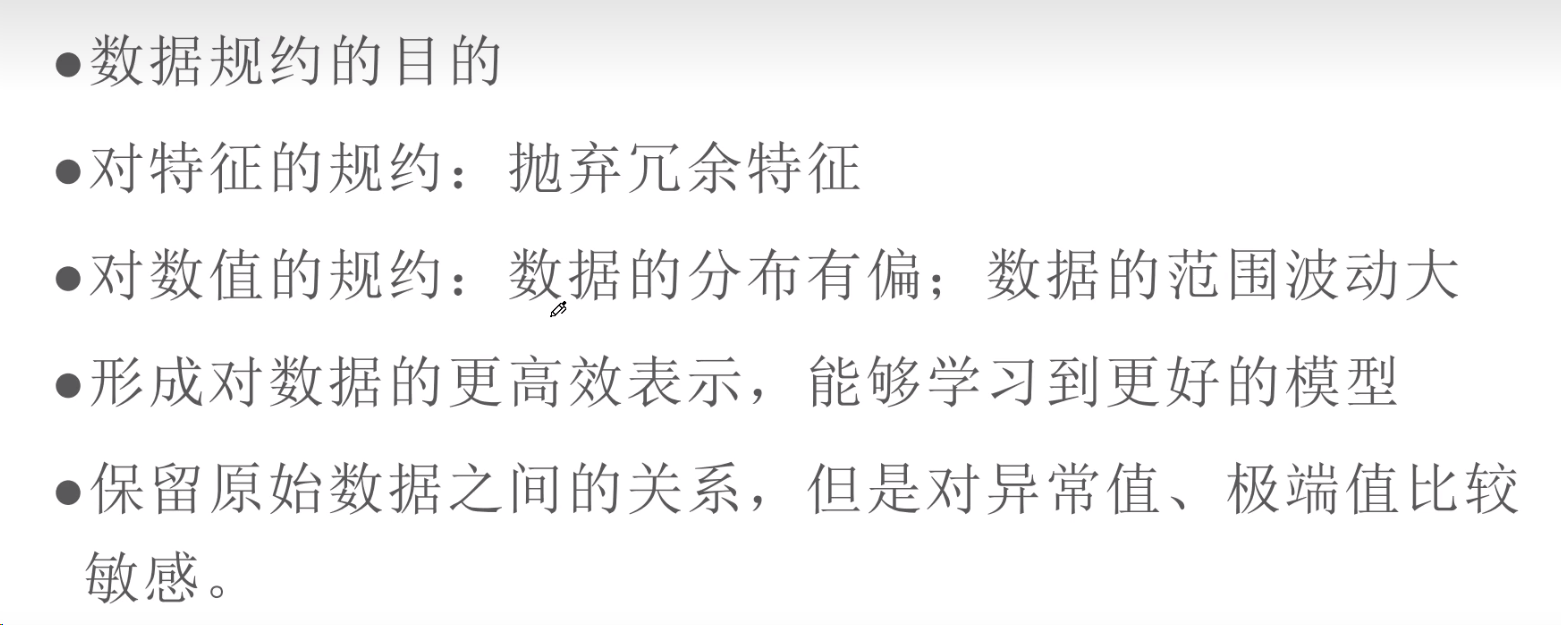 ●数据规约的目的
●对特征的规约：抛弃冗余特征
●对数值的规约：数据的分布有偏；数据的范围波动大
●形成对数据的更高效表示，能够学习到更好的模型
●保留原始数据之间的关系，但是对异常值、极端值比较
敏感。